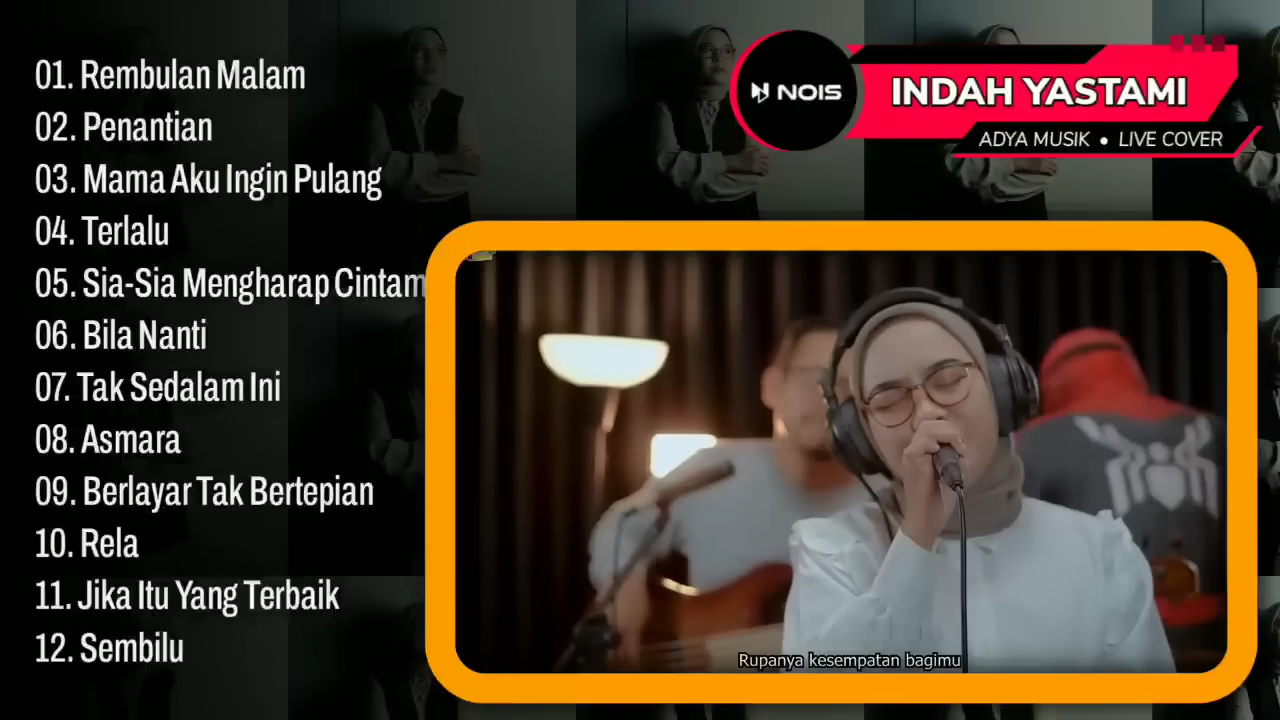 01. Rembulan Malam
02. Penantian
03. Mama Aku Ingin Pulang
04. Terlalu
05. Sia-Sia Mengharap Cintam
06. Bila Nanti
07. Tak Sedalam Ini
08. Asmara
09. Berlayar Tak Bertepian
10. Rela
11. Jika Itu Yang Terbaik
12. Sembilu
NOIS
INDAH YASTAMI
ADYA MUSIK • LIVE COVER
Rupanya kesempatan bagimu